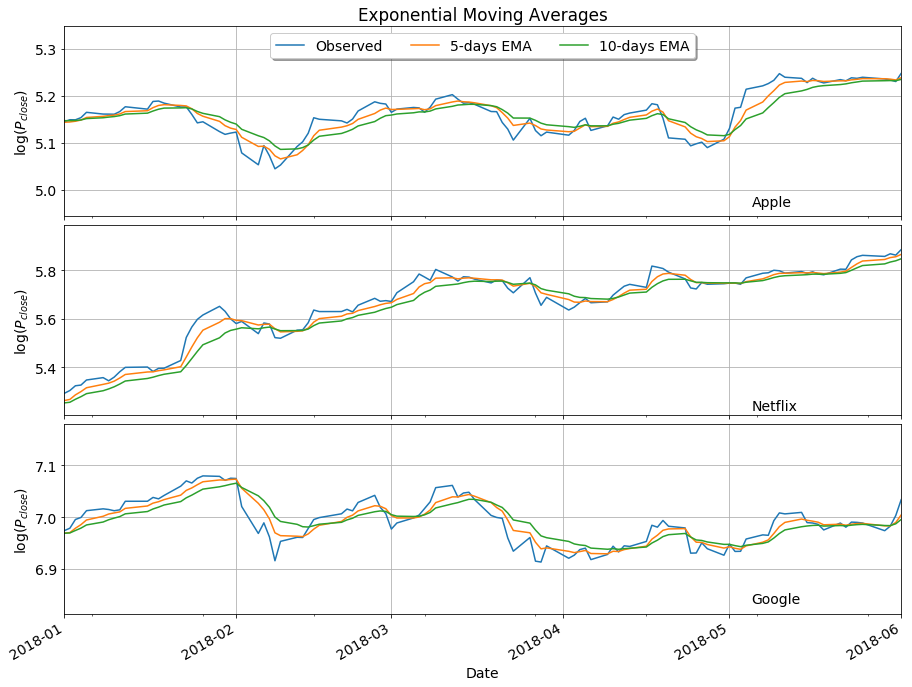 Exponential Moving Averages
Observed 5-days EMA 10-days EMA
5.3
5.2
5.1
5.0
log(P_close)
Apple
5.8
5.6
5.4
log(P_close)
Netflix
7.1
7.0
6.9
log(P_close)
Google
2018-01 2018-02 2018-03 2018-04 2018-05 2018-06
Date